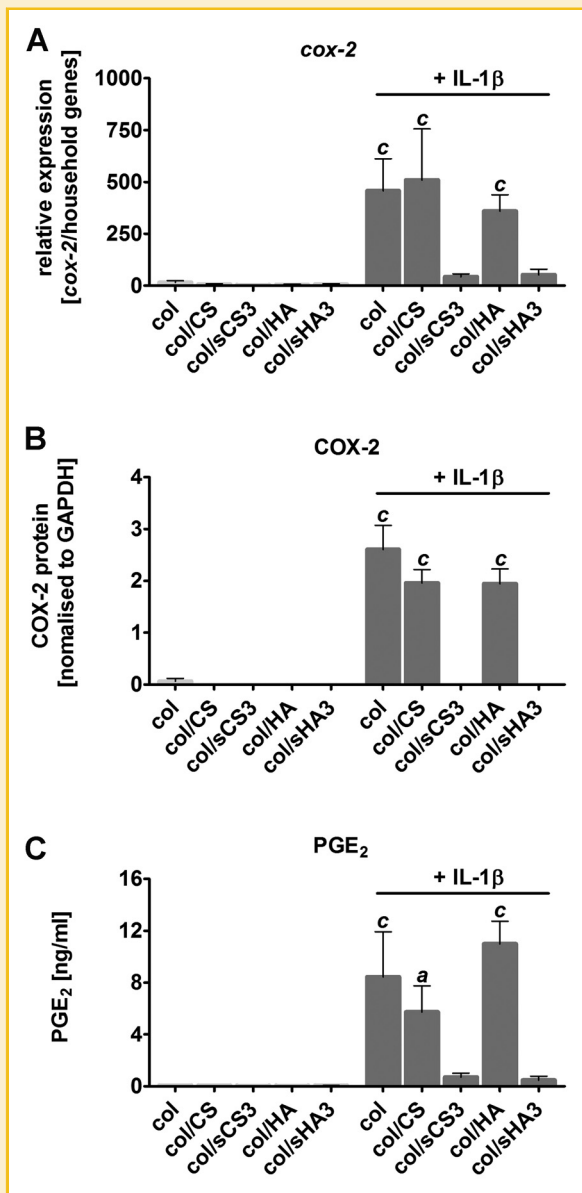 A
cox-2
+ IL-1β
relative expression
[cox-2/household genes]
1000
750
500
250
0
c
c
c
col
col/CS
col/sCS3
col/HA
col/sHA3
col
col/CS
col/sCS3
col/HA
col/sHA3
B
COX-2
+ IL-1β
COX-2 protein
[nomalised to GAPDH]
4
3
2
1
0
c
c
c
col
col/CS
col/sCS3
col/HA
col/sHA3
col
col/CS
col/sCS3
col/HA
col/sHA3
C
PGE₂
+ IL-1β
PGE₂ [ng/ml]
16
12
8
4
0
c
a
c
col
col/CS
col/sCS3
col/HA
col/sHA3
col
col/CS
col/sCS3
col/HA
col/sHA3